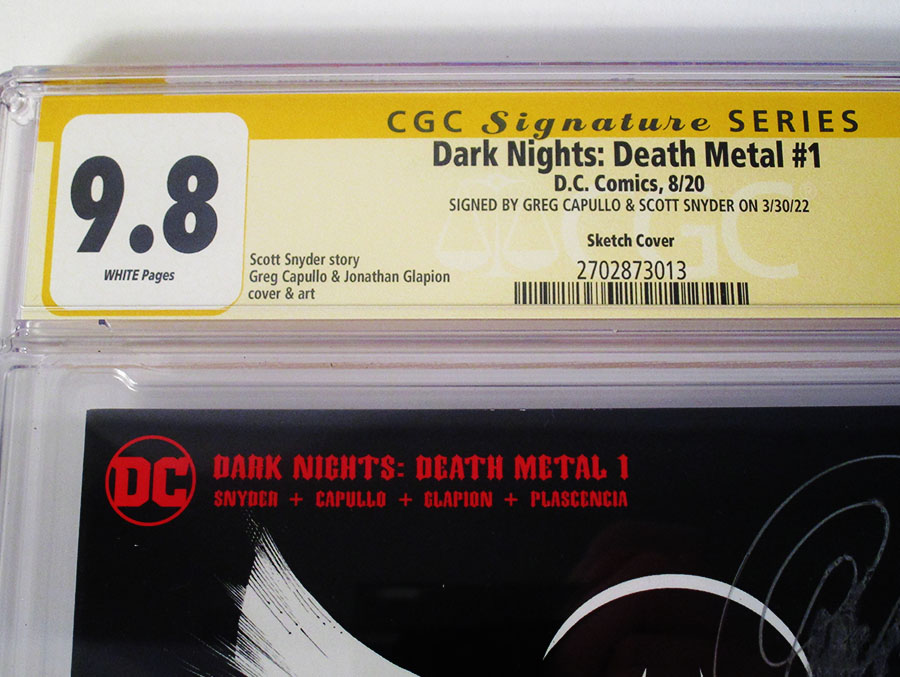 CGC Signature SERIES
Dark Nights: Death Metal #1
D.C. Comics, 8/20
SIGNED BY GREG CAPULLO & SCOTT SNYDER ON 3/30/22
Sketch Cover
2702873013
9.8
WHITE Pages
Scott Snyder story
Greg Capullo & Jonathan Glapion
cover & art
CGC
DC
DARK NIGHTS: DEATH METAL 1
SNYDER + CAPULLO + GLAPION + PLASCENCIA